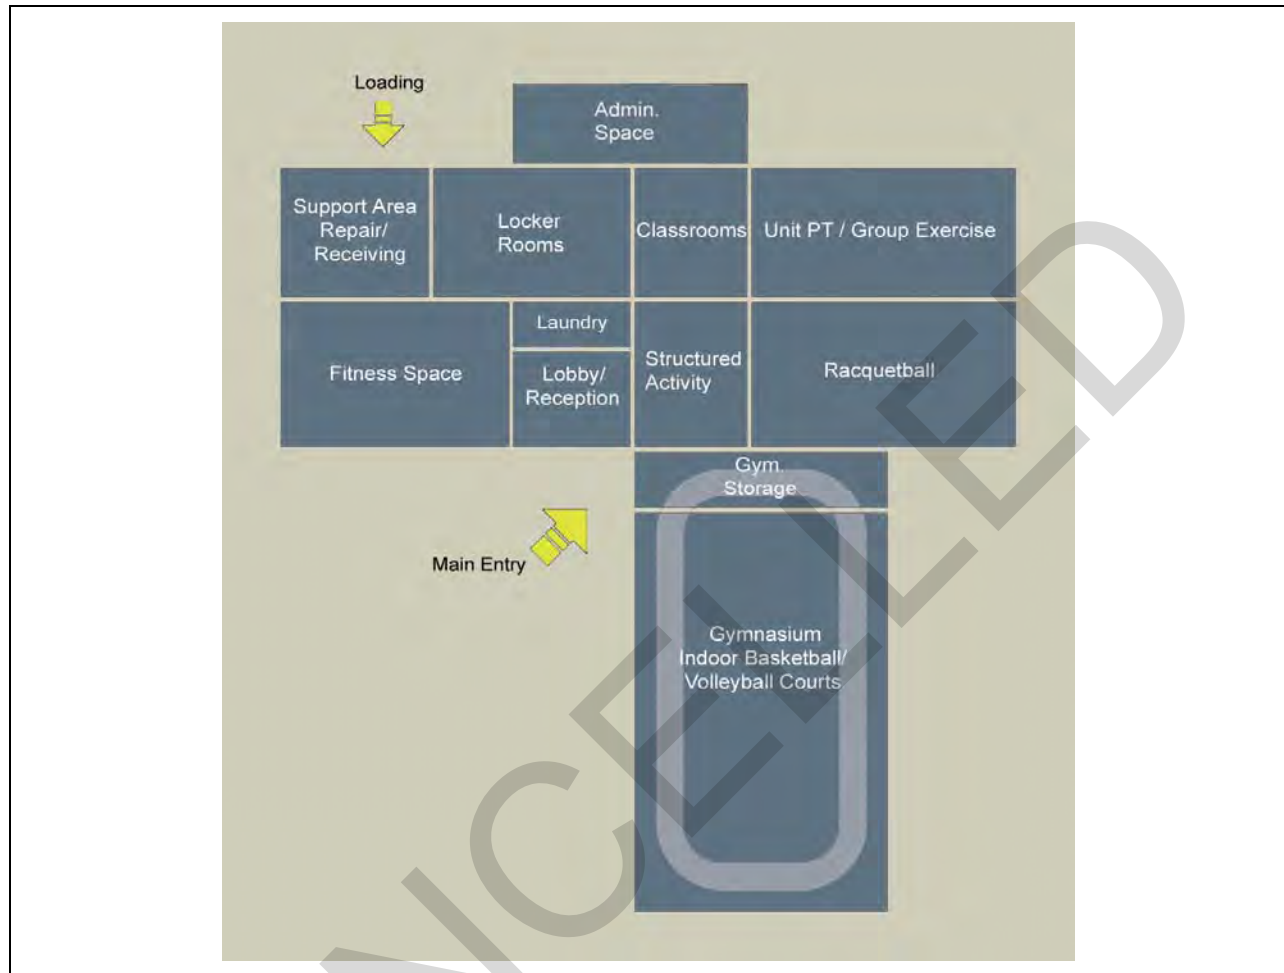 Loading
Admin.
Space
Support Area
Repair/
Receiving
Locker
Rooms
Classrooms
Unit PT / Group Exercise
Fitness Space
Laundry
Lobby/
Reception
Structured
Activity
Racquetball
Gym.
Storage
Main Entry
Gymnasium
Indoor Basketball/
Volleyball Courts
NCELLED